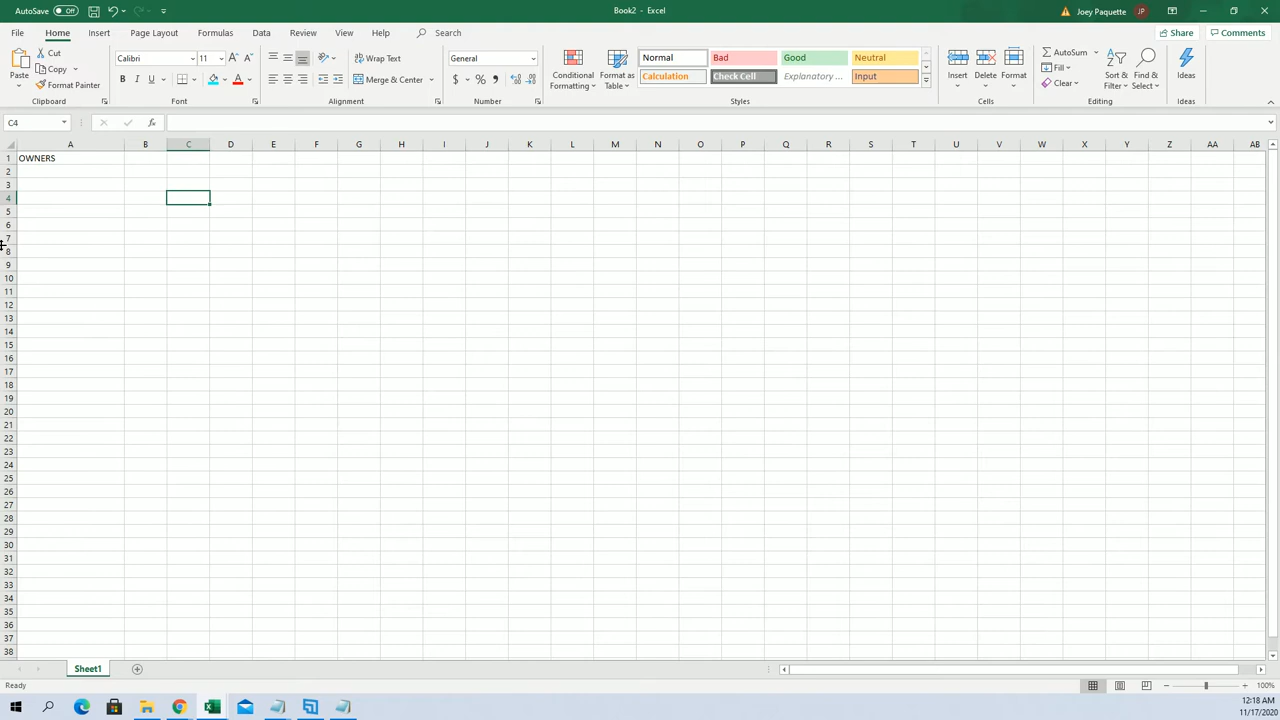 AutoSave Off Book2 - Excel Joey Paquette JP
File Home Insert Page Layout Formulas Data Review View Help Search Share Comments
Paste Cut Copy Format Painter Clipboard
Calibri 11 A A B I U A Font
ab Wrap Text Merge & Center Alignment
General $ % , Number
Conditional Formatting Format as Table
Normal Bad Good Neutral
Calculation Check Cell Explanatory ... Input
Styles
Insert Delete Format Cells
AutoSum Fill Clear Sort & Filter Find & Select Editing
Ideas Ideas
C4 fx
A B C D E F G H I J K L M N O P Q R S T U V W X Y Z AA AB
1 OWNERS
2
3
4
5
6
7
8
9
10
11
12
13
14
15
16
17
18
19
20
21
22
23
24
25
26
27
28
29
30
31
32
33
34
35
36
37
38
Sheet1
Ready 100%
12:18 AM
11/17/2020